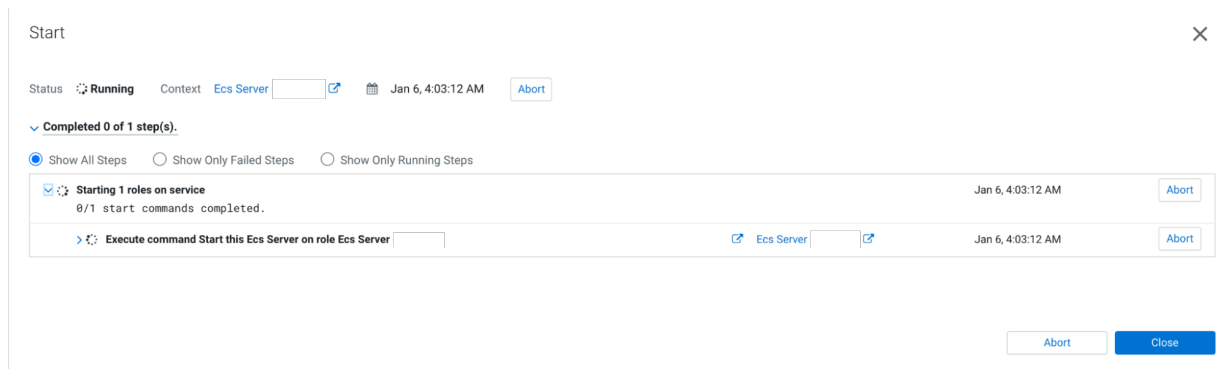 Start
Status Running Context Ecs Server Jan 6, 4:03:12 AM Abort
Completed 0 of 1 step(s).
Show All Steps Show Only Failed Steps Show Only Running Steps
Starting 1 roles on service Jan 6, 4:03:12 AM Abort
0/1 start commands completed.
Execute command Start this Ecs Server on role Ecs Server Ecs Server Jan 6, 4:03:12 AM Abort
Abort Close